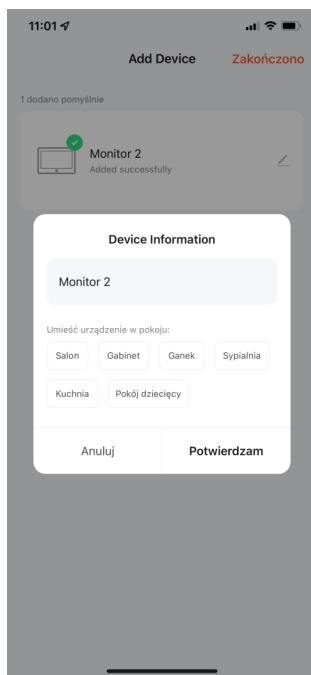 11:01
Add Device
Zakończono
1 dodano pomyślnie
Monitor 2
Added successfully
Device Information
Monitor 2
Umieść urządzenie w pokoju:
Salon Gabinet Ganek Sypialnia
Kuchnia Pokój dziecięcy
Anuluj Potwierdzam